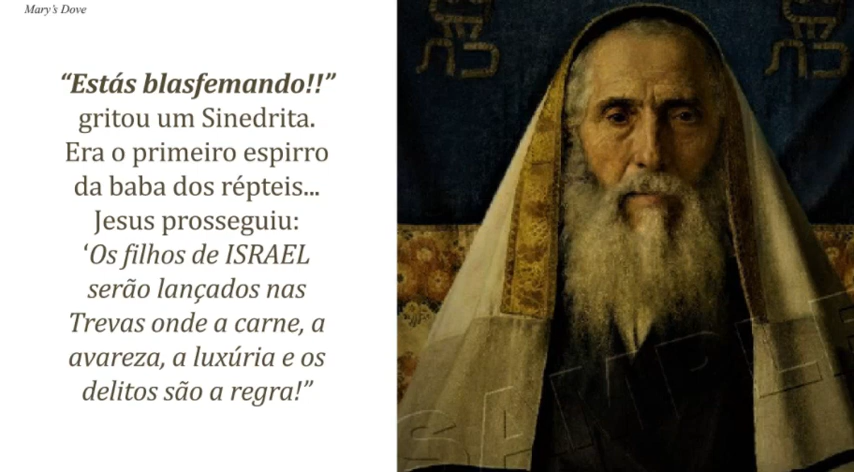 Mary's Dove
“Estás blasfemando!!”
gritou um Sinedrita.
Era o primeiro espirro
da baba dos répteis...
Jesus prosseguiu:
‘Os filhos de ISRAEL
serão lançados nas
Trevas onde a carne, a
avareza, a luxúria e os
delitos são a regra!”
SAMPLE